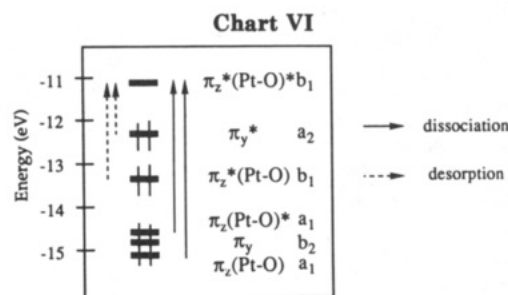 Chart VI
Energy (eV)
-11
-12
-13
-14
-15
πz*(Pt-O)*b1
πy* a2
πz*(Pt-O) b1
πz(Pt-O)* a1
πy b2
πz(Pt-O) a1
dissociation
desorption